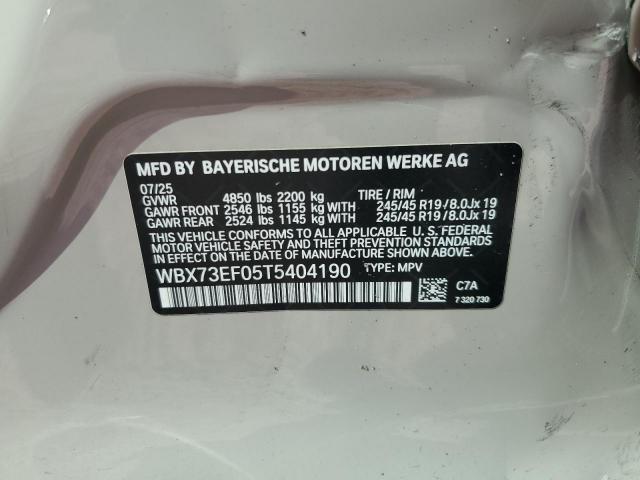 MFD BY BAYERISCHE MOTOREN WERKE AG
07/25
GVWR 4850 lbs 2200 kg TIRE / RIM
GAWR FRONT 2546 lbs 1155 kg WITH 245/45 R19 / 8.0Jx 19
GAWR REAR 2524 lbs 1145 kg WITH 245/45 R19 / 8.0Jx 19
THIS VEHICLE CONFORMS TO ALL APPLICABLE U. S. FEDERAL
MOTOR VEHICLE SAFETY, BUMPER, AND THEFT PREVENTION
STANDARDS IN EFFECT ON THE DATE OF MANUFACTURE SHOWN ABOVE.
WBX73EF05T5404190 TYPE: MPV
C7A
7 320 730